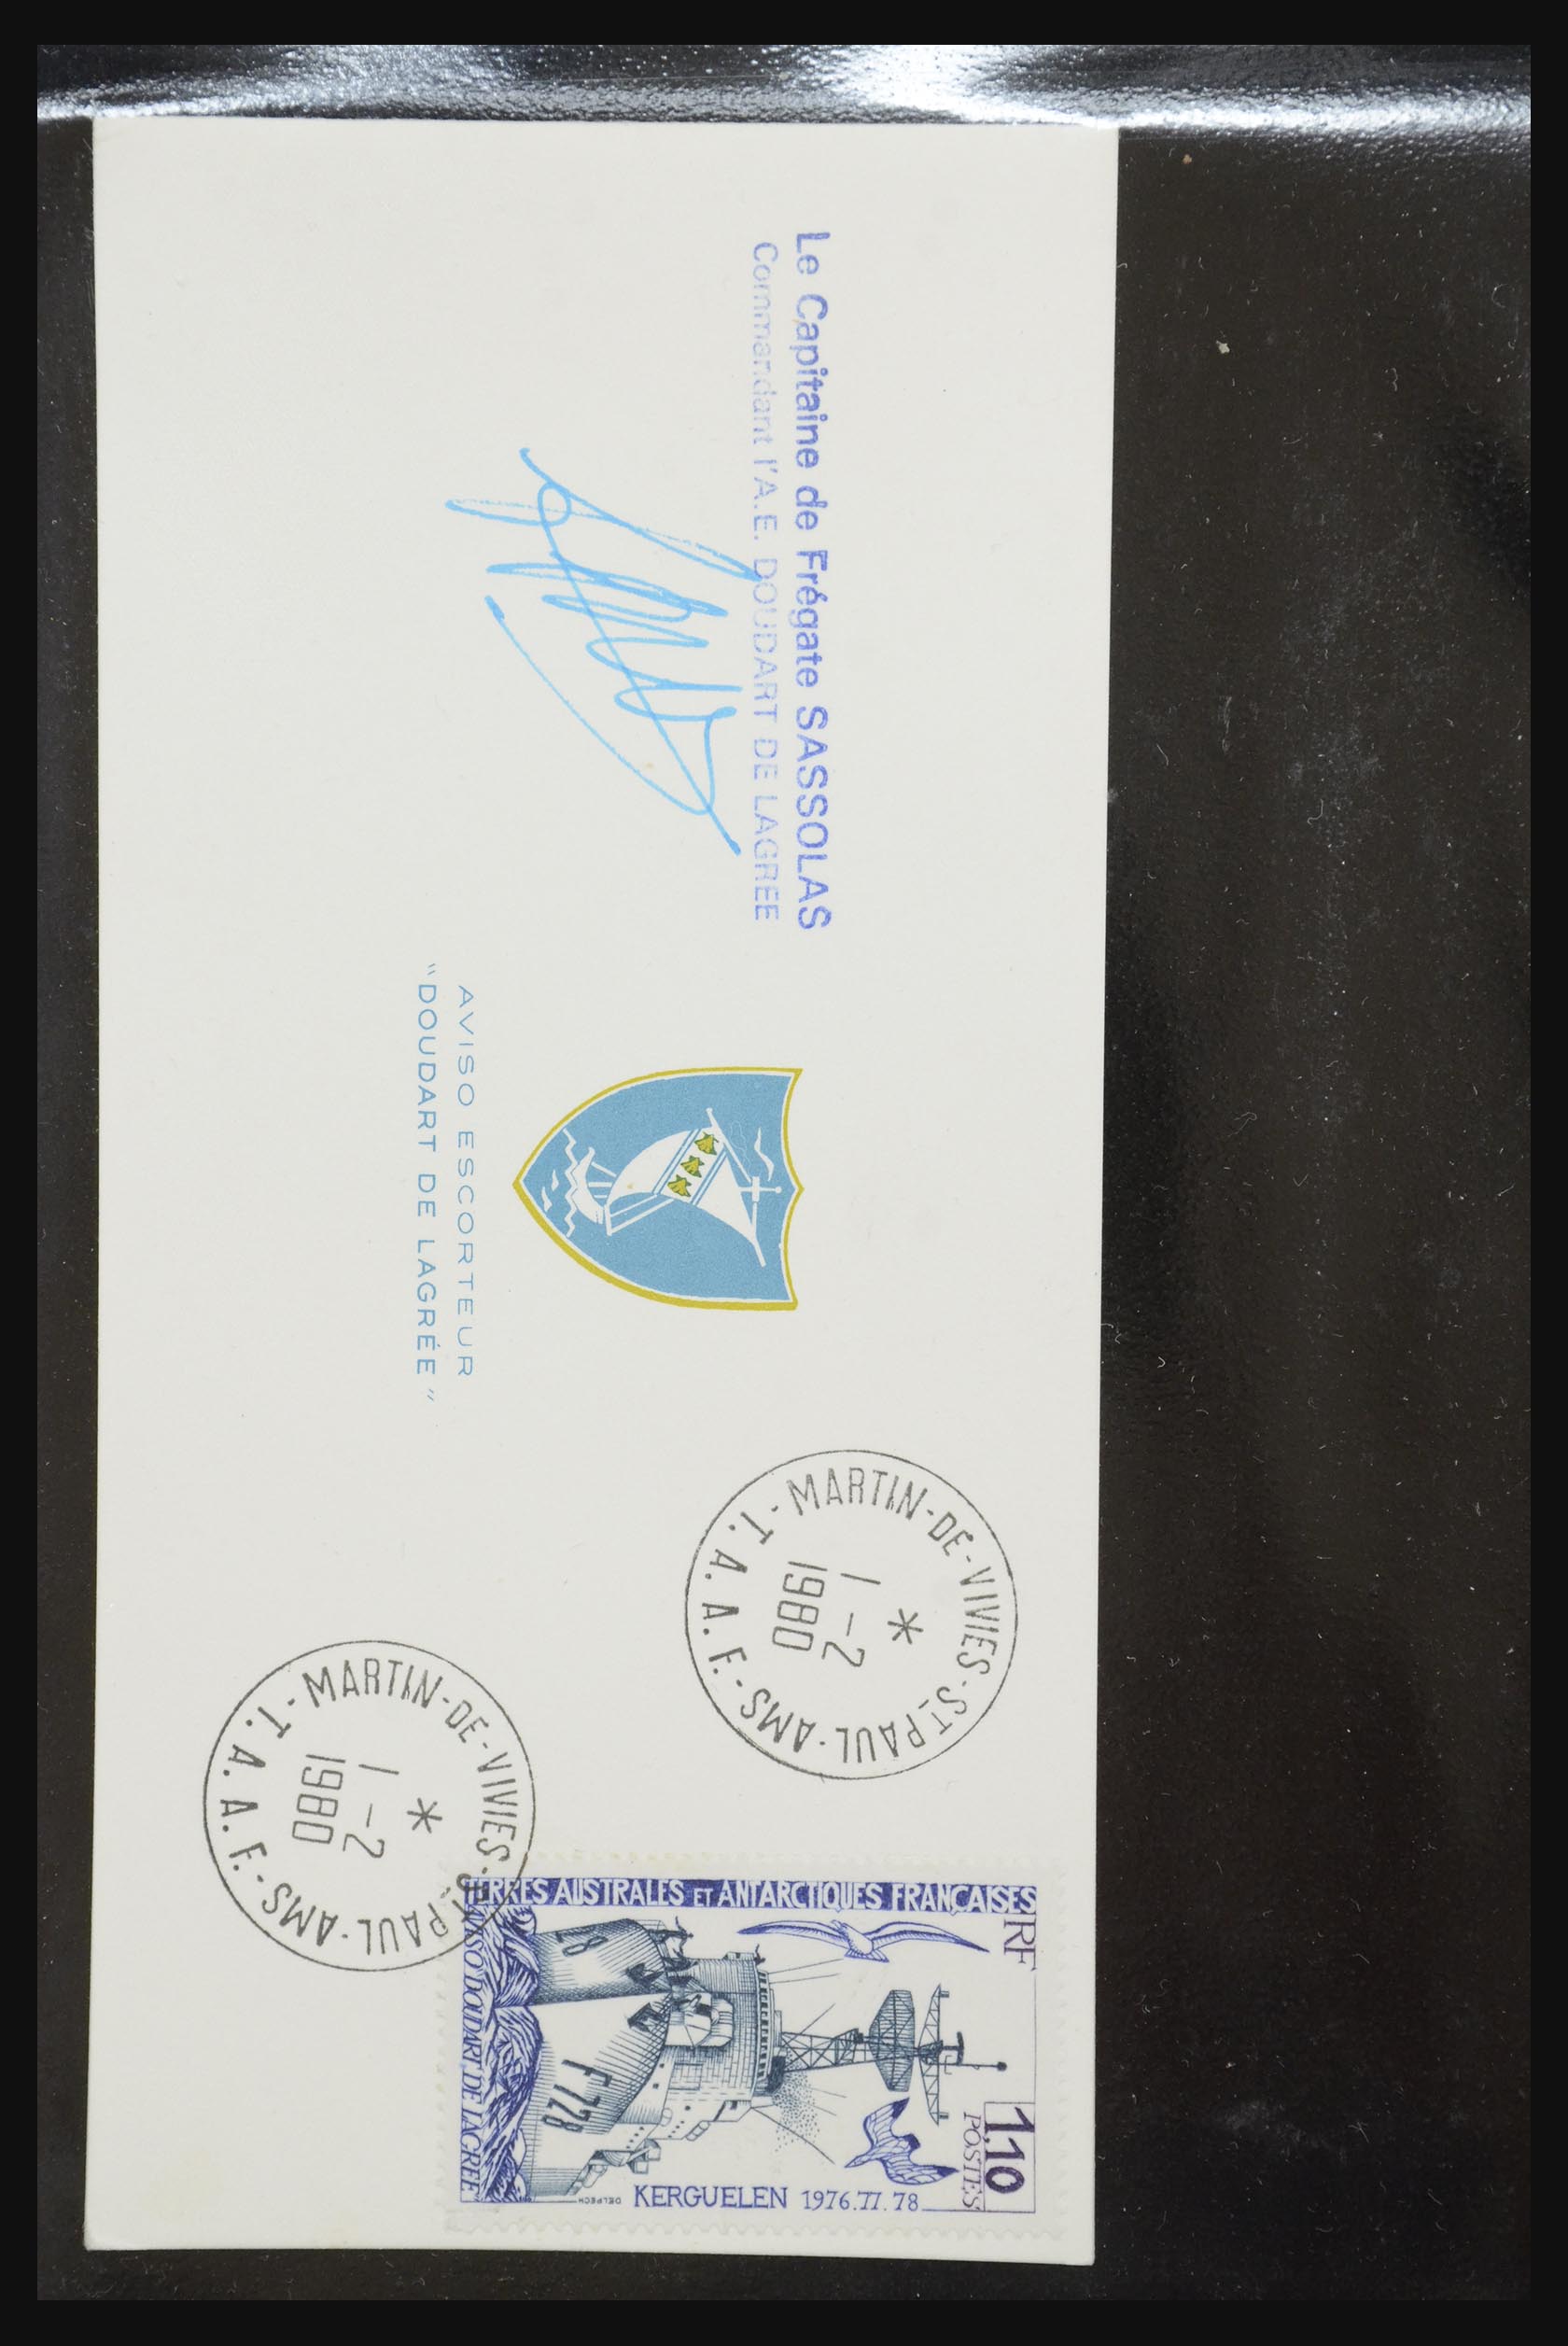 Le Capitaine de Frégate SASSOLAS
Commandant l'A.E. DOUDART DE LAGREE
AVISO ESCORTEUR
"DOUDART DE LAGRÉE"
MARTIN-DE-VIVIES-ST PAUL-AMS
1-2
1980
T.A.A.F.
MARTIN-DE-VIVIES-ST PAUL-AMS
1-2
1980
T.A.A.F.
TERRES AUSTRALES ET ANTARCTIQUES FRANÇAISES
RF
1,10
POSTES
28
F 728
AVISO DOUDART DE LAGRÉE
KERGUELEN 1976.77.78
DELPECH